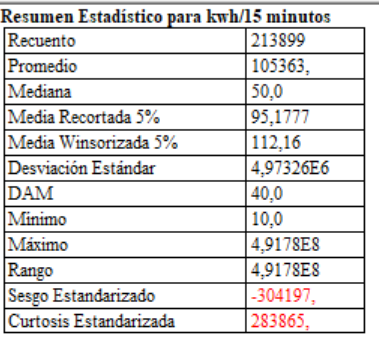 Resumen Estadístico para kwh/15 minutos
Recuento 213899
Promedio 105363,
Mediana 50,0
Media Recortada 5% 95,1777
Media Winsorizada 5% 112,16
Desviación Estándar 4,97326E6
DAM 40,0
Mínimo 10,0
Máximo 4,9178E8
Rango 4,9178E8
Sesgo Estandarizado -304197,
Curtosis Estandarizada 283865,